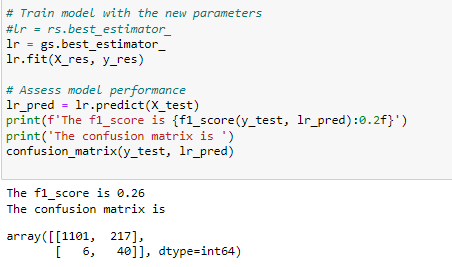 # Train model with the new parameters
#lr = rs.best_estimator_
lr = gs.best_estimator_
lr.fit(X_res, y_res)
# Assess model performance
lr_pred = lr.predict(X_test)
print(f'The f1_score is {f1_score(y_test, lr_pred):0.2f}')
print('The confusion matrix is ')
confusion_matrix(y_test, lr_pred)
The f1_score is 0.26
The confusion matrix is
array([[1101,  217],
       [   6,   40]], dtype=int64)